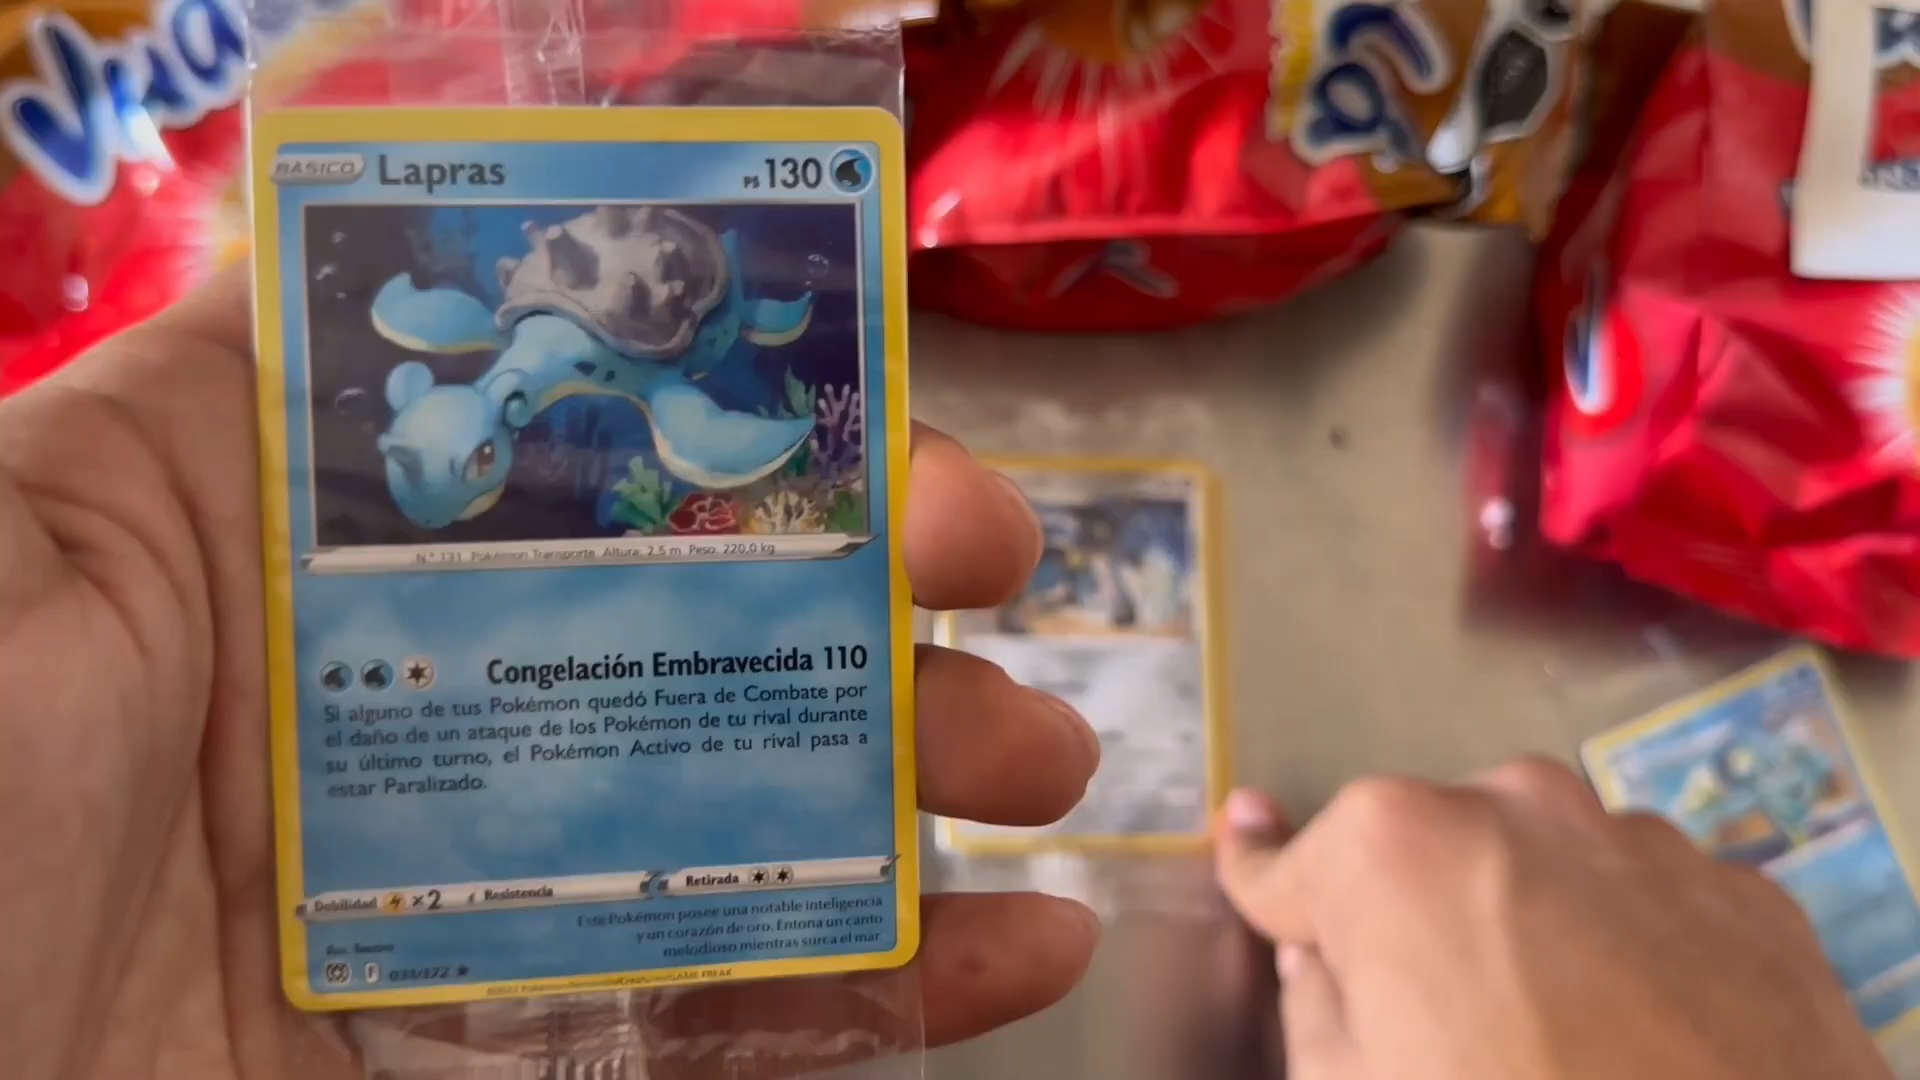 BÁSICO Lapras PS 130
N.º 131 Pokémon Transporte Altura: 2.5 m Peso: 220.0 kg
Congelación Embravecida 110
Si alguno de tus Pokémon quedó Fuera de Combate por
el daño de un ataque de los Pokémon de tu rival durante
su último turno, el Pokémon Activo de tu rival pasa a
estar Paralizado.
Debilidad ×2 Resistencia Retirada
Este Pokémon posee una notable inteligencia
y un corazón de oro. Entona un canto
melodioso mientras surca el mar.
F